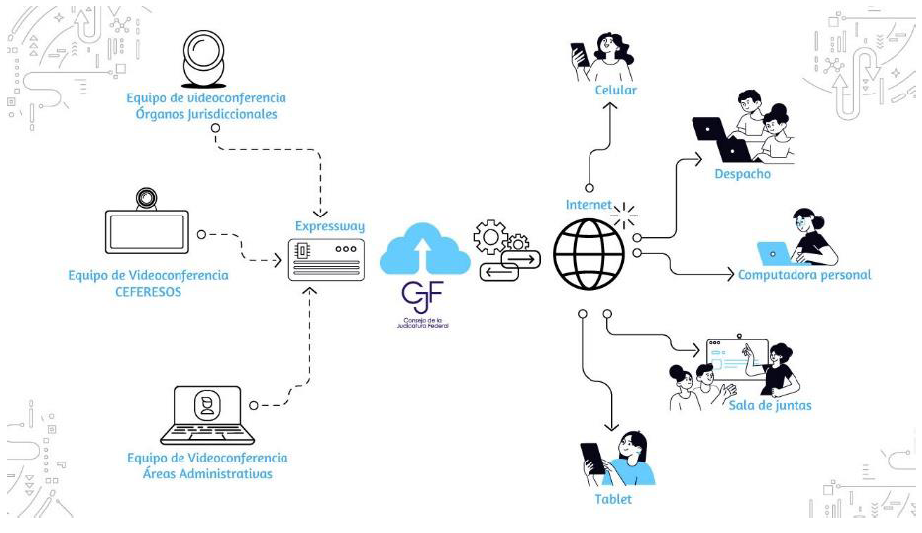 Equipo de videoconferencia
Órganos Jurisdiccionales
Celular
Despacho
Internet
Expressway
Equipo de Videoconferencia
CEFERESOS
Computadora personal
CJF
Consejo de la
Judicatura Federal
Sala de juntas
Equipo de Videoconferencia
Áreas Administrativas
Tablet